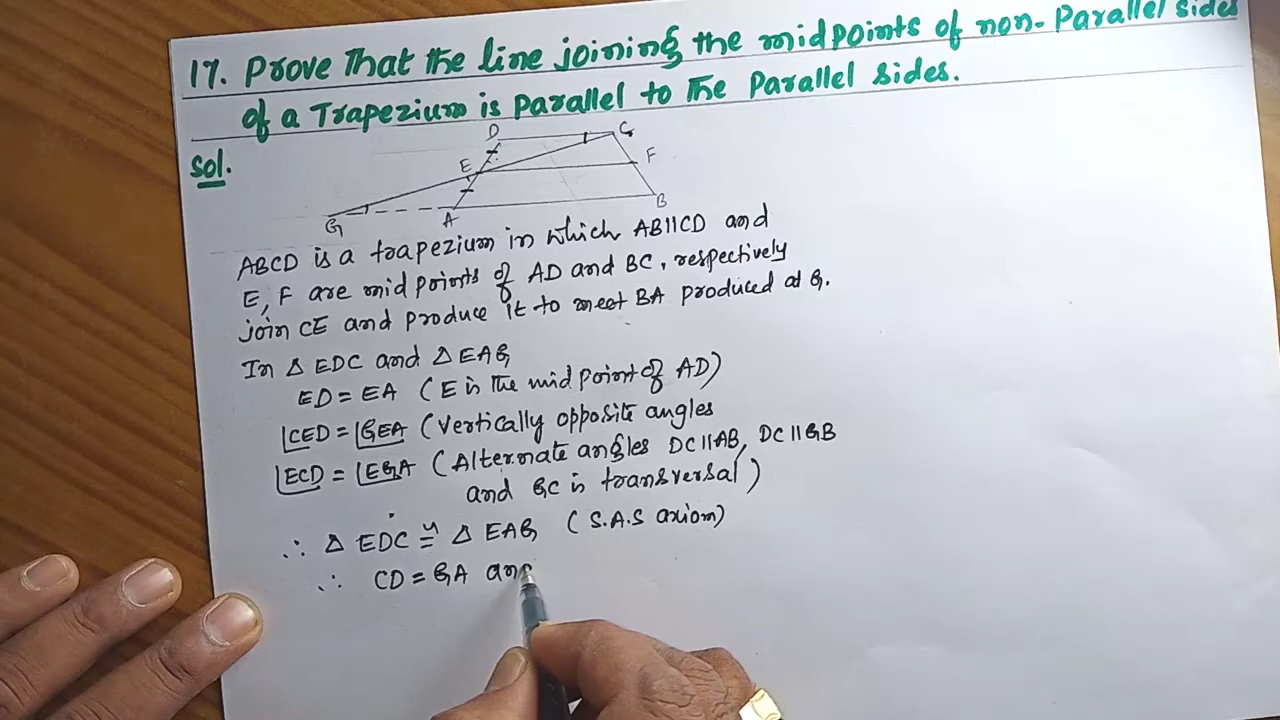 17. Prove That the line joining the midpoints of non-Parallel sides
of a Trapezium is parallel to The Parallel sides.
Sol.
D C
E F
G A B
ABCD is a trapezium in which AB||CD and
E, F are mid points of AD and BC, respectively
join CE and produce it to meet BA produced at G.
In △ EDC and △ EAG
ED = EA (E is the mid point of AD)
∠CED = ∠GEA (Vertically opposite angles
∠ECD = ∠EGA (Alternate angles DC||AB, DC||GB
and GC is transversal)
∴ △ EDC ≅ △ EAG (S.A.S axiom)
∴ CD = GA an